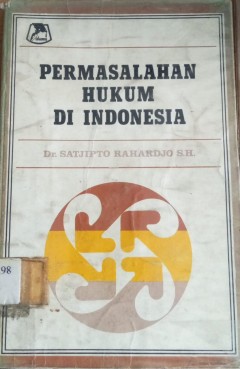 PERMASALAHAN
HUKUM
DI INDONESIA
Dr. SATJIPTO RAHARDJO S.H.
98